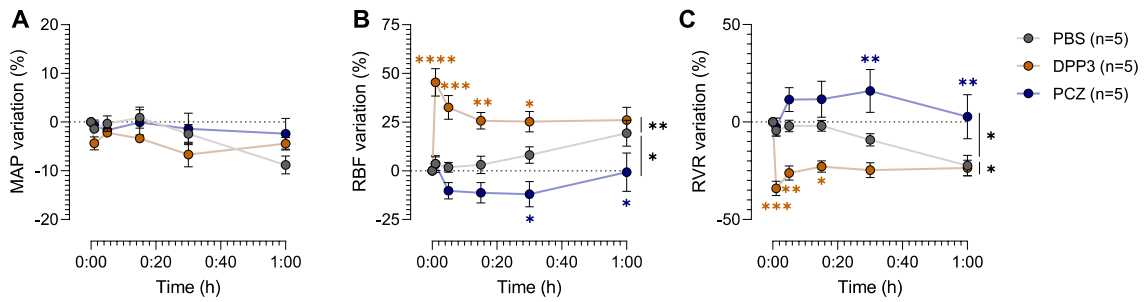 A
MAP variation (%)
20
10
0
-10
-20
0:00 0:20 0:40 1:00
Time (h)
B
RBF variation (%)
75
50
25
0
-25
**** *** ** *
* *
**
*
0:00 0:20 0:40 1:00
Time (h)
C
RVR variation (%)
50
0
-50
** **
*** ** *
*
*
0:00 0:20 0:40 1:00
Time (h)
PBS (n=5)
DPP3 (n=5)
PCZ (n=5)